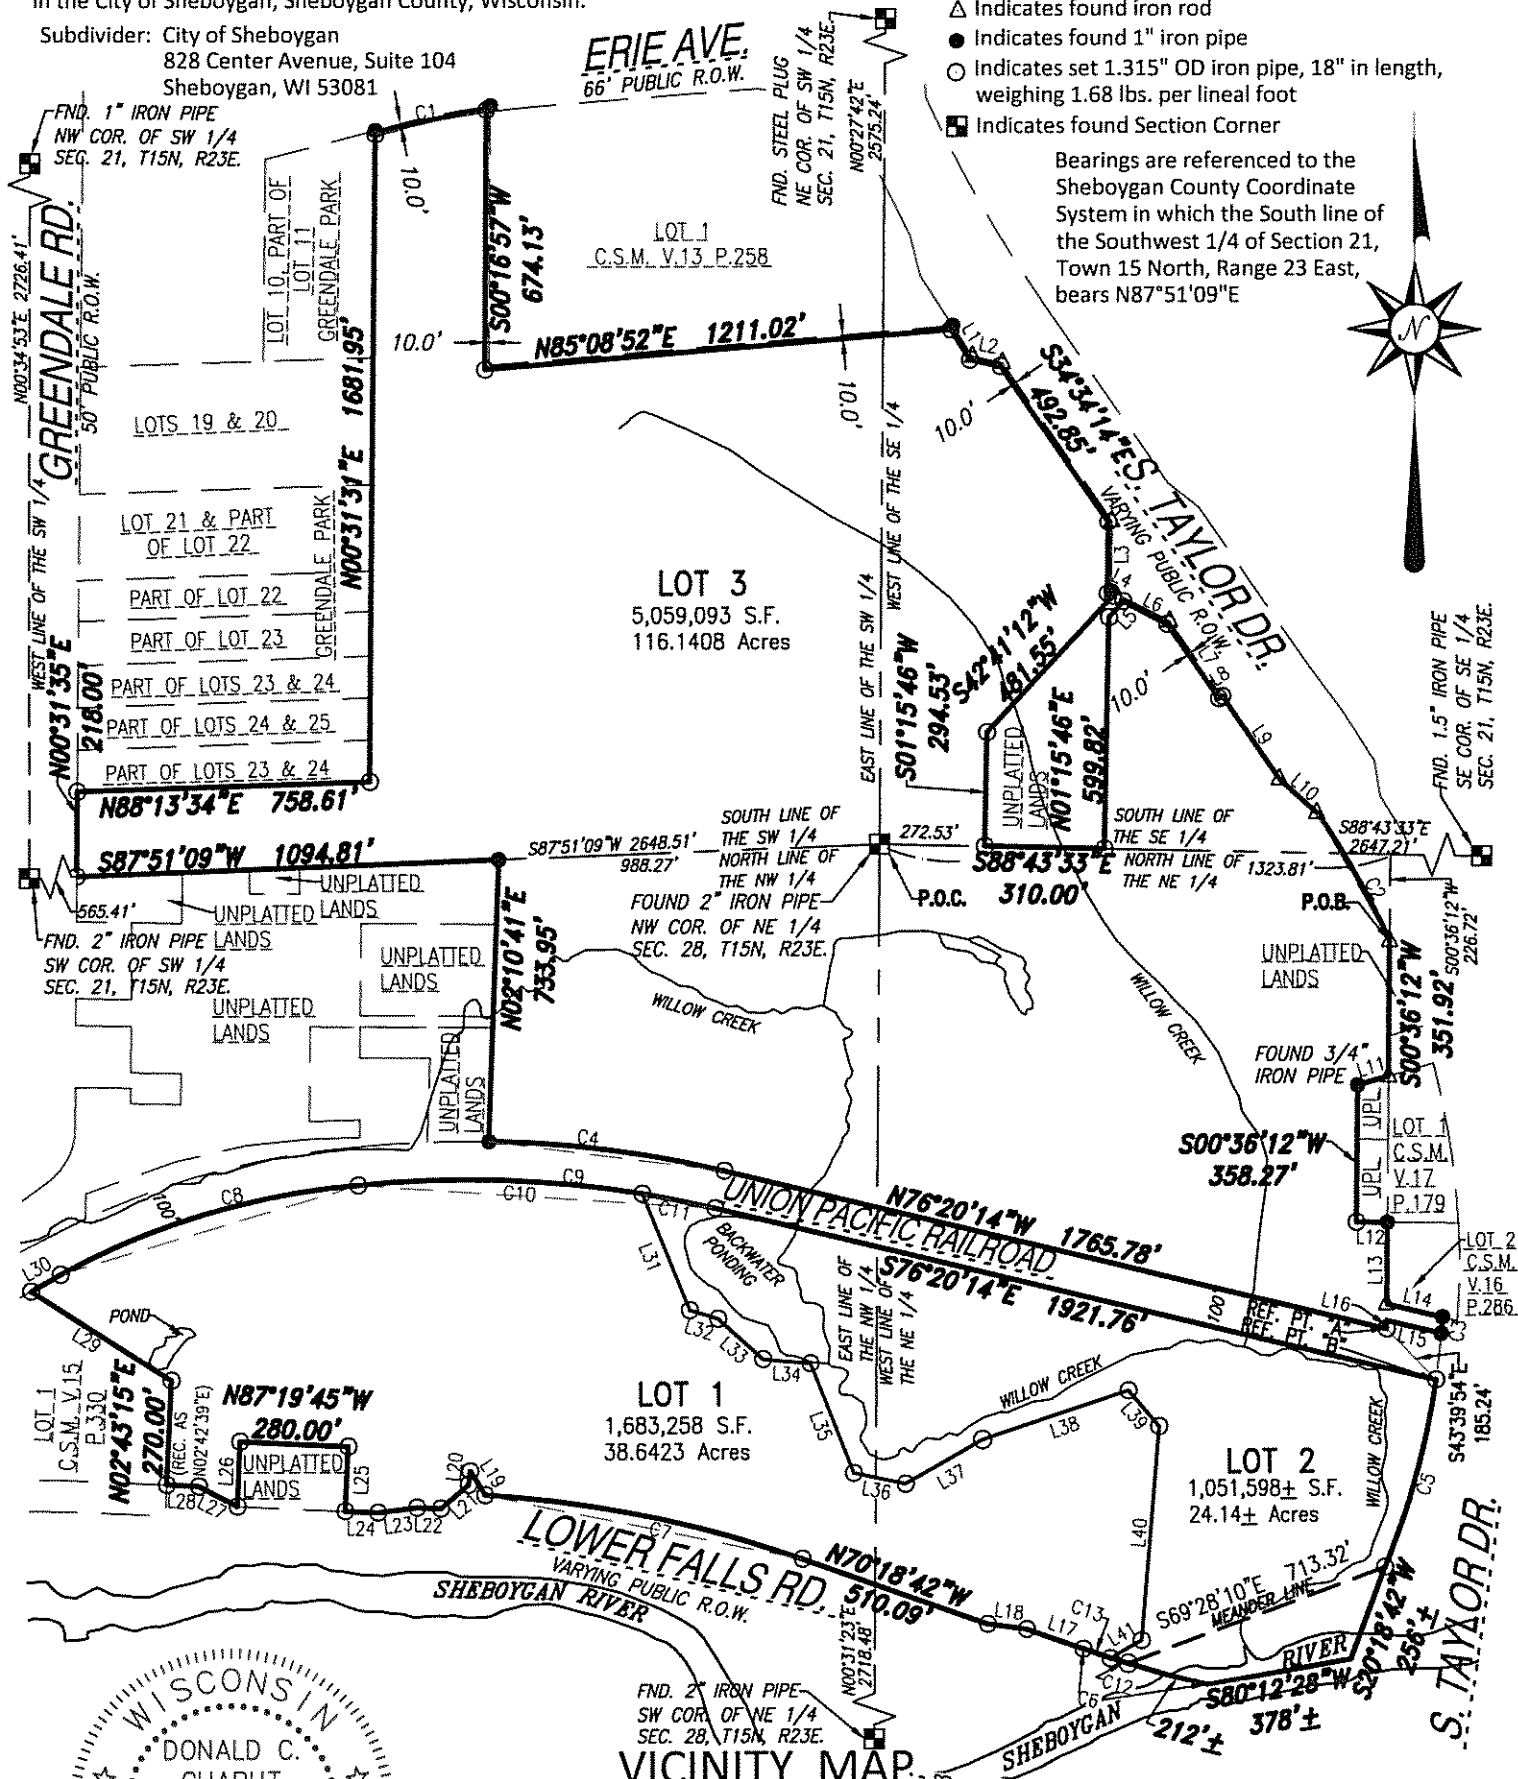 in the City of Sheboygan, Sheboygan County, Wisconsin.
Subdivider: City of Sheboygan
828 Center Avenue, Suite 104
Sheboygan, WI 53081
△ Indicates found iron rod
● Indicates found 1" iron pipe
○ Indicates set 1.315" OD iron pipe, 18" in length,
weighing 1.68 lbs. per lineal foot
Indicates found Section Corner
Bearings are referenced to the
Sheboygan County Coordinate
System in which the South line of
the Southwest 1/4 of Section 21,
Town 15 North, Range 23 East,
bears N87°51'09"E
N
ERIE AVE.
66' PUBLIC R.O.W.
FND. 1" IRON PIPE
NW COR. OF SW 1/4
SEC. 21, T15N, R23E.
FND. STEEL PLUG
NE COR. OF SW 1/4
SEC. 21, T15N, R23E.
N00°27'42"E
2575.24'
C1
10.0'
S00°16'57"W
674.13'
LOT 1
C.S.M. V.13 P.258
LOT 10, PART OF
LOT 11
GREENDALE PARK
GREENDALE RD.
50' PUBLIC R.O.W.
N00°34'53"E 2726.41'
WEST LINE OF THE SW 1/4
N00°31'31"E 1681.95'
10.0'
N85°08'52"E 1211.02'
10.0'
L1
L2
S34°34'14"E
492.85'
10.0'
S. TAYLOR DR.
VARYING PUBLIC R.O.W.
LOTS 19 & 20
LOT 21 & PART
OF LOT 22
PART OF LOT 22
PART OF LOT 23
PART OF LOTS 23 & 24
PART OF LOTS 24 & 25
PART OF LOTS 23 & 24
GREENDALE PARK
N00°31'35"E
218.00'
N88°13'34"E 758.61'
LOT 3
5,059,093 S.F.
116.1408 Acres
EAST LINE OF THE SW 1/4
WEST LINE OF THE SE 1/4
L3
L4
L5
L6
L7
L8
10.0'
L9
L10
S42°41'12"W
481.55'
S01°15'46"W
294.53'
N01°15'46"E
599.82'
UNPLATTED
LANDS
FND. 1.5" IRON PIPE
SE COR. OF SE 1/4
SEC. 21, T15N, R23E.
S87°51'09"W 1094.81'
S87°51'09"W 2648.51'
988.27'
SOUTH LINE OF
THE SW 1/4
NORTH LINE OF
THE NW 1/4
272.53'
S88°43'33"E
310.00'
SOUTH LINE OF
THE SE 1/4
NORTH LINE OF
THE NE 1/4
1323.81'
S88°43'33"E
2647.21'
C2
P.O.C.
P.O.B.
FOUND 2" IRON PIPE
NW COR. OF NE 1/4
SEC. 28, T15N, R23E.
565.41'
FND. 2" IRON PIPE
SW COR. OF SW 1/4
SEC. 21, T15N, R23E.
UNPLATTED
LANDS
UNPLATTED
LANDS
UNPLATTED
LANDS
UNPLATTED
LANDS
UNPLATTED
LANDS
N02°10'41"E
733.95'
WILLOW CREEK
WILLOW CREEK
UNPLATTED
LANDS
S00°36'12"W
351.92'
S00°36'12"W
226.72'
FOUND 3/4"
IRON PIPE
L11
UPL
UPL
LOT 1
C.S.M.
V.17
P.179
S00°36'12"W
358.27'
L12
L13
L14
LOT 2
C.S.M.
V.16
P.286
L16
L15
C3
C4
C8
100'
C9
C10
C11
UNION PACIFIC RAILROAD
N76°20'14"W 1765.78'
S76°20'14"E 1921.76'
100'
REF. PT. "A"
REF. PT. "B"
S43°39'54"E
185.24'
BACKWATER
PONDING
EAST LINE OF
THE NW 1/4
WEST LINE OF
THE NE 1/4
L30
L29
POND
L31
L32
L33
L34
L35
L36
L37
L38
L39
L40
WILLOW CREEK
WILLOW CREEK
LOT 1
C.S.M. V.15
P.330
N02°43'15"E
270.00'
(REC. AS
N02°42'39"E)
N87°19'45"W
280.00'
UNPLATTED
LANDS
L28
L27
L26
L25
L24
L23
L22
L21
L20
L19
LOT 1
1,683,258 S.F.
38.6423 Acres
LOT 2
1,051,598± S.F.
24.14± Acres
C5
C7
LOWER FALLS RD.
VARYING PUBLIC R.O.W.
N70°18'42"W
510.09'
SHEBOYGAN RIVER
L18
L17
C13
L41
C12
C6
S69°28'10"E 713.32'
MEANDER LINE
S20°18'42"W
256'±
S80°12'28"W
378'±
212'±
SHEBOYGAN
RIVER
S. TAYLOR DR.
N00°31'23"E
2718.48'
FND. 2" IRON PIPE
SW COR. OF NE 1/4
SEC. 28, T15N, R23E.
VICINITY MAP
WISCONSIN
DONALD C.
CHAPUT